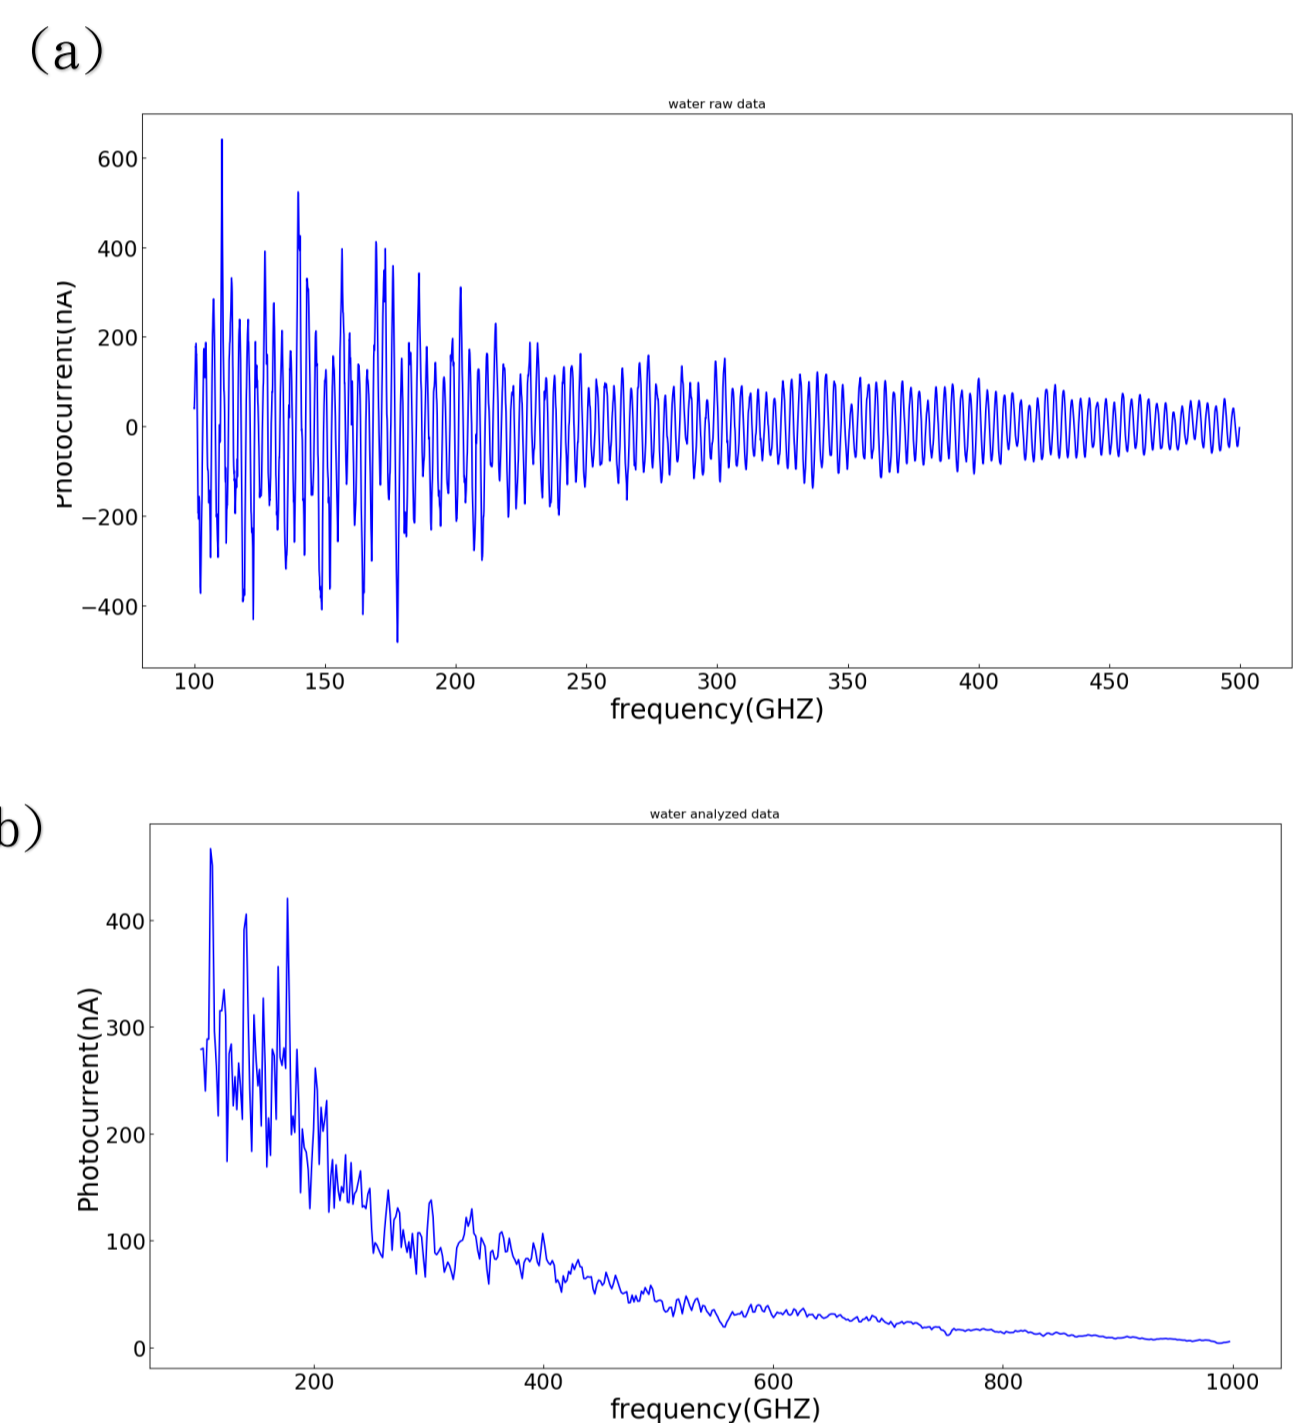 (a)
water raw data
600
400
200
0
−200
−400
Photocurrent(nA)
100 150 200 250 300 350 400 450 500
frequency(GHZ)
b)
water analyzed data
400
300
200
100
0
Photocurrent(nA)
200 400 600 800 1000
frequency(GHZ)